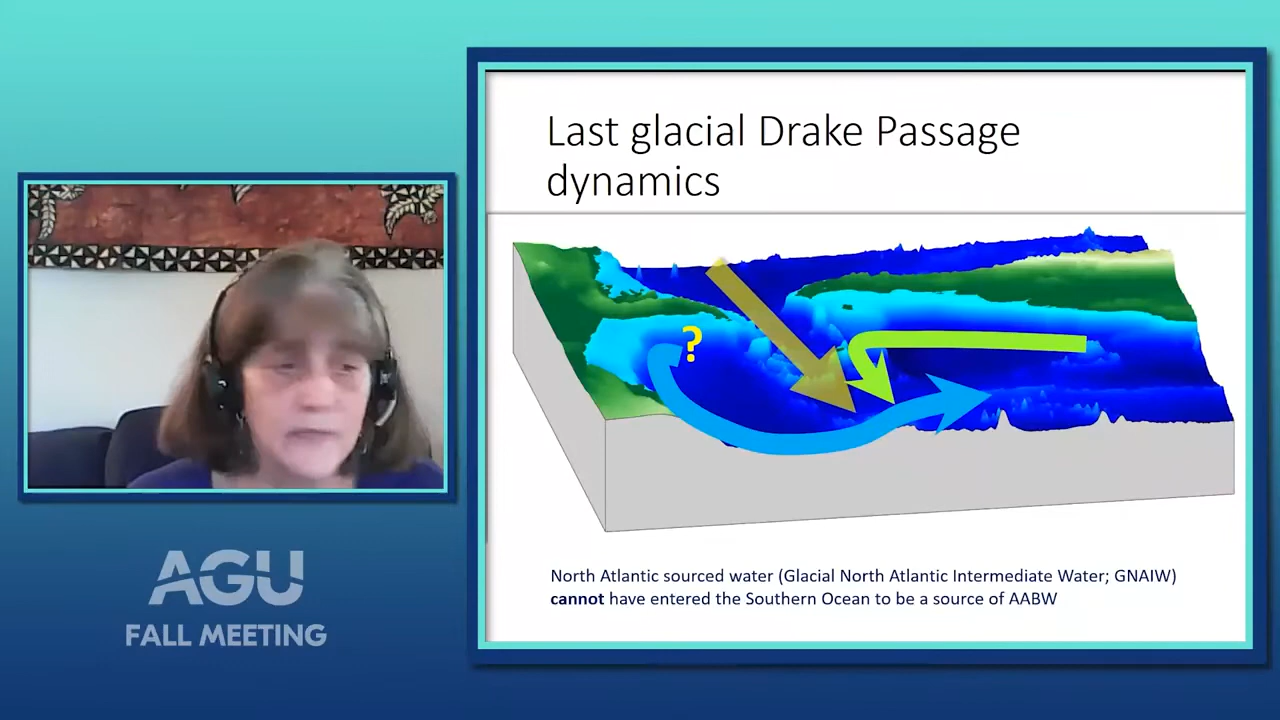 Last glacial Drake Passage
dynamics
?
North Atlantic sourced water (Glacial North Atlantic Intermediate Water; GNAIW)
cannot have entered the Southern Ocean to be a source of AABW
AGU
FALL MEETING